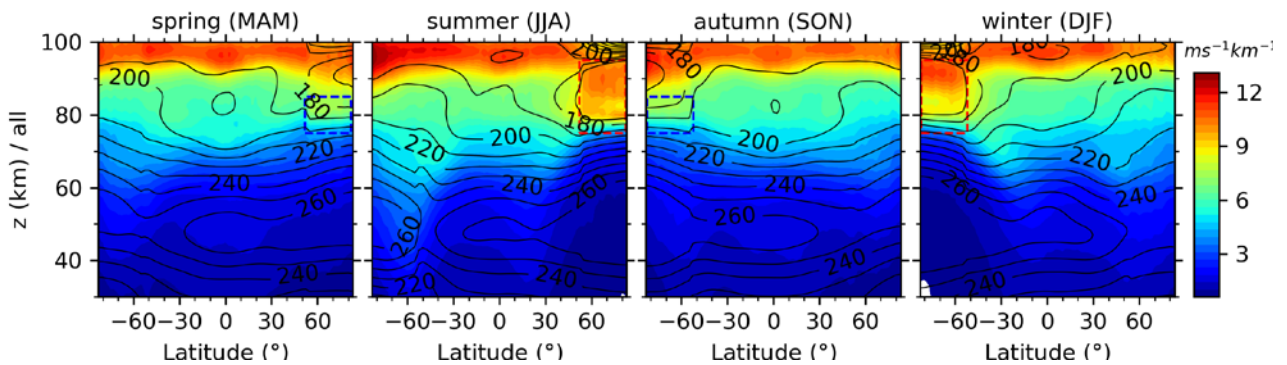 spring (MAM) summer (JJA) autumn (SON) winter (DJF)
ms⁻¹km⁻¹
z (km) / all
100
80
60
40
200 180 220 240 260 240
200 180 220 200 240 260 260 220 240
180 200 220 240 260 240
180 180 200 200 220 240 260 240
12
9
6
3
−60 −30 0 30 60 −60 −30 0 30 60 −60 −30 0 30 60 −60 −30 0 30 60
Latitude (°) Latitude (°) Latitude (°) Latitude (°)